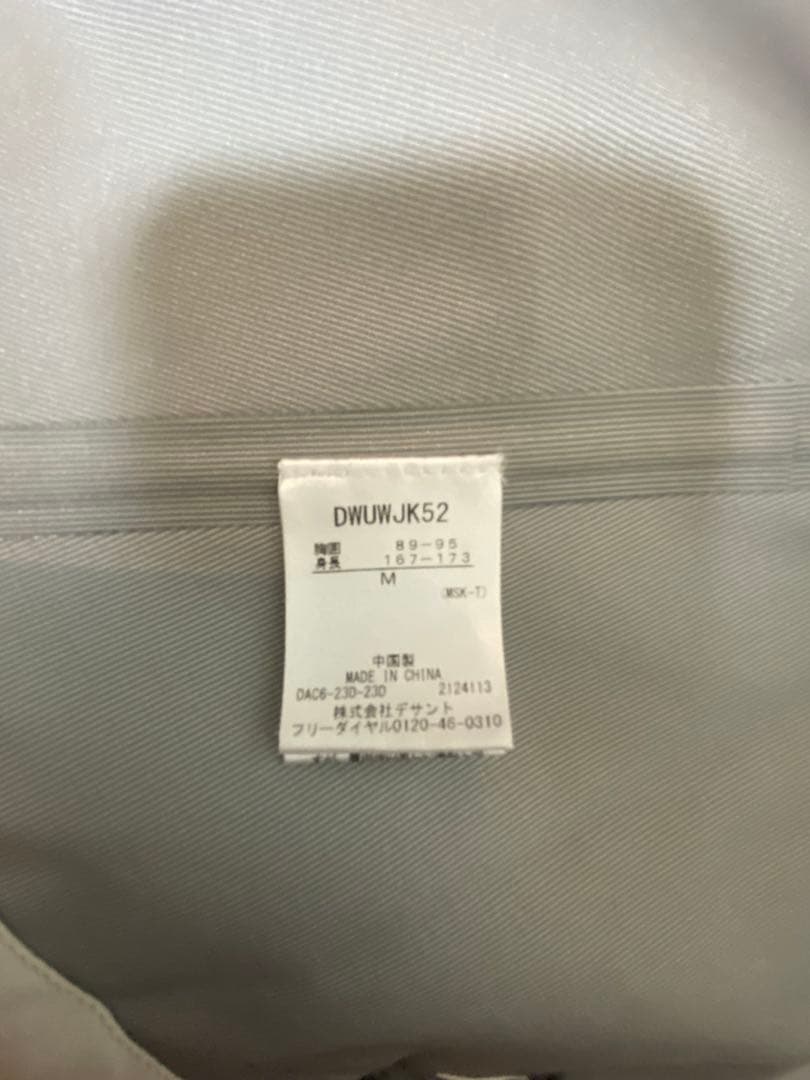 DWUWJK52
胸囲 89-95
身長 167-173
M
(MSK-T)
中国製
MADE IN CHINA
DAC6-23D-23D 2124113
株式会社デサント
フリーダイヤル0120-46-0310